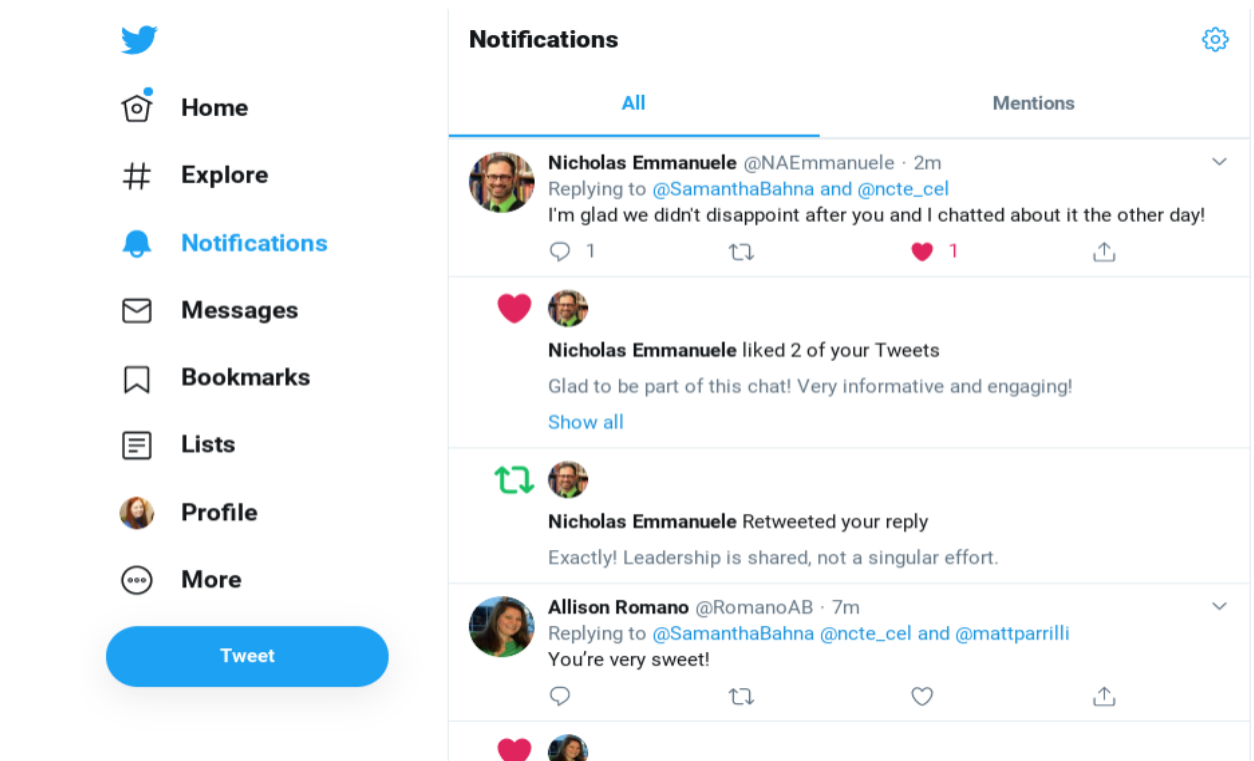 Home
Explore
Notifications
Messages
Bookmarks
Lists
Profile
More
Tweet
Notifications
All
Mentions
Nicholas Emmanuele @NAEmmanuele · 2m
Replying to @SamanthaBahna and @ncte_cel
I'm glad we didn't disappoint after you and I chatted about it the other day!
1
1
Nicholas Emmanuele liked 2 of your Tweets
Glad to be part of this chat! Very informative and engaging!
Show all
Nicholas Emmanuele Retweeted your reply
Exactly! Leadership is shared, not a singular effort.
Allison Romano @RomanoAB · 7m
Replying to @SamanthaBahna @ncte_cel and @mattparrilli
You’re very sweet!